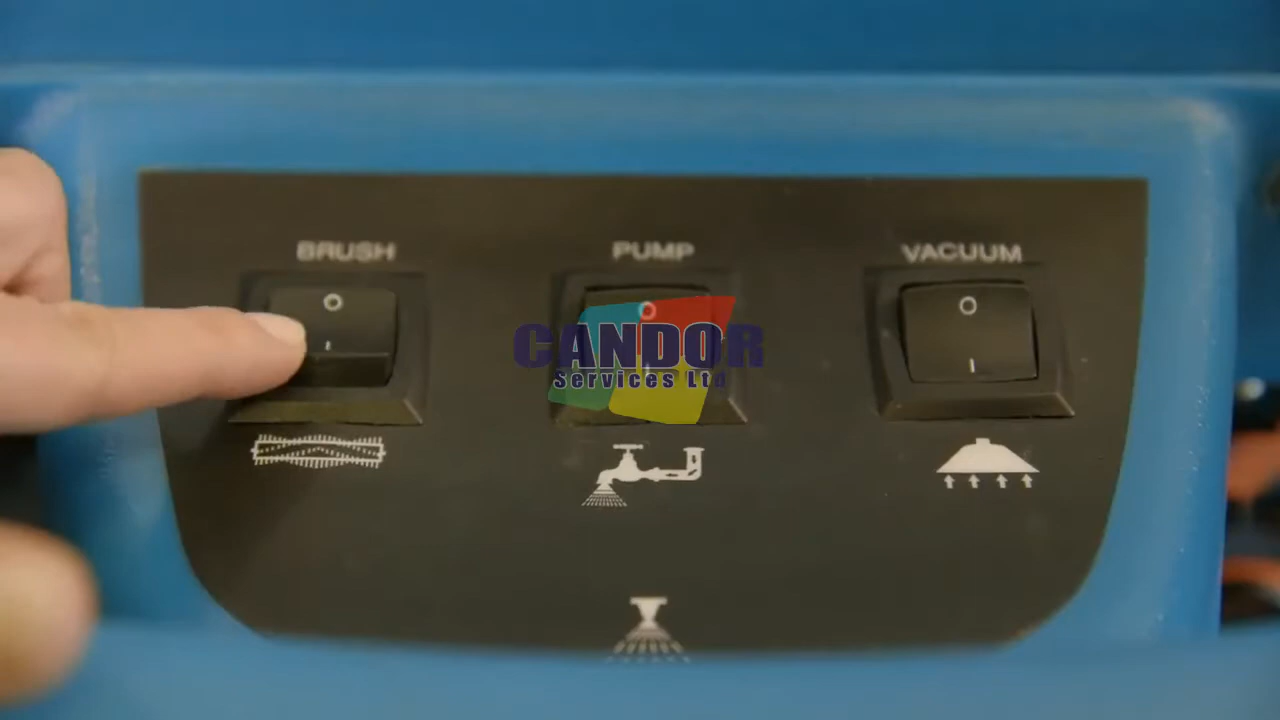 BRUSH PUMP VACUUM
O O O
I I I
CANDOR
Services Ltd